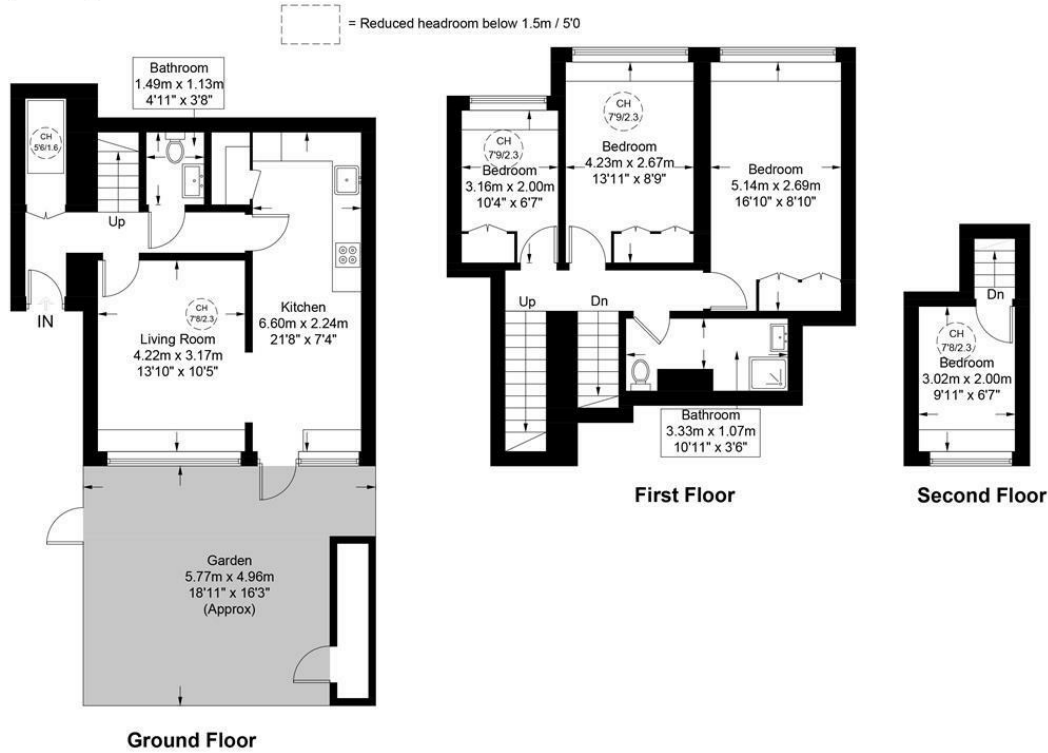 = Reduced headroom below 1.5m / 5'0
Bathroom
1.49m x 1.13m
4'11" x 3'8"
CH
5'6/1.6
Up
IN
CH
7'8/2.3
Living Room
4.22m x 3.17m
13'10" x 10'5"
Kitchen
6.60m x 2.24m
21'8" x 7'4"
Garden
5.77m x 4.96m
18'11" x 16'3"
(Approx)
Ground Floor
CH
7'9/2.3
Bedroom
3.16m x 2.00m
10'4" x 6'7"
CH
7'9/2.3
Bedroom
4.23m x 2.67m
13'11" x 8'9"
Bedroom
5.14m x 2.69m
16'10" x 8'10"
Up
Dn
Bathroom
3.33m x 1.07m
10'11" x 3'6"
First Floor
Dn
CH
7'8/2.3
Bedroom
3.02m x 2.00m
9'11" x 6'7"
Second Floor